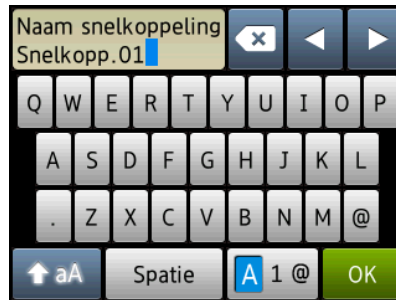 Naam snelkoppeling
Snelkopp.01
Q W E R T Y U I O P
A S D F G H J K L
. Z X C V B N M @
aA Spatie A 1 @ OK